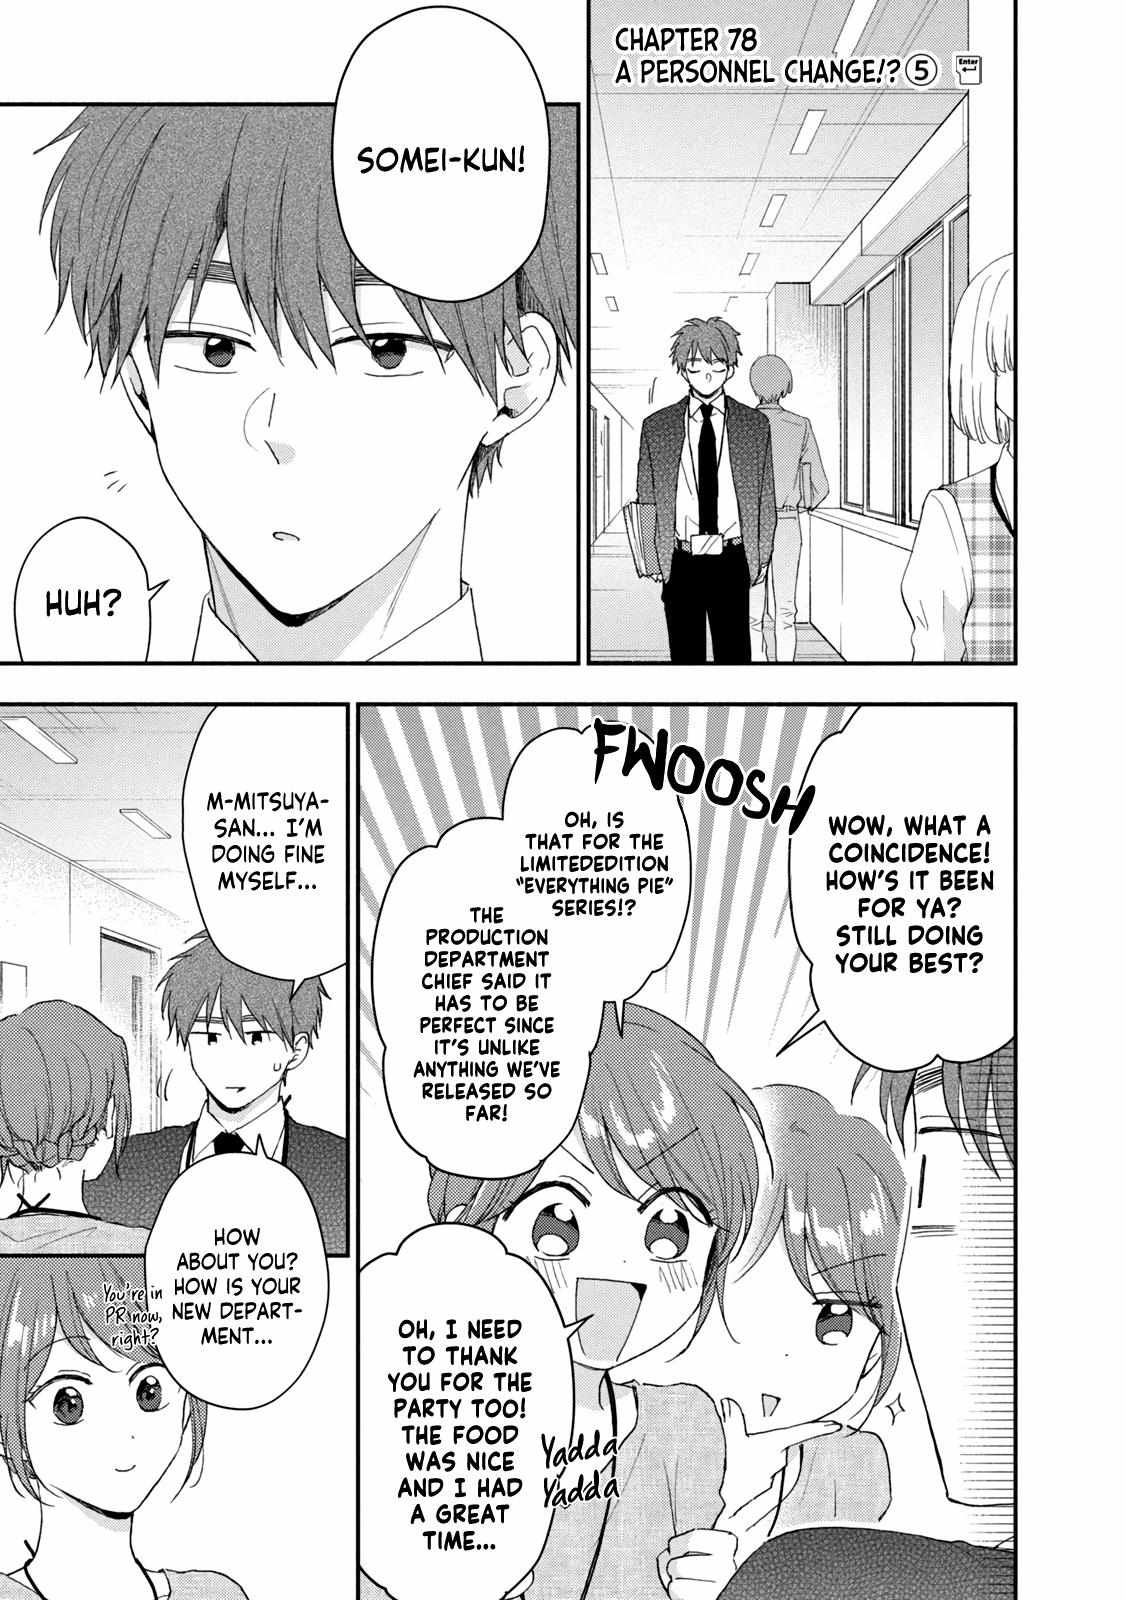 CHAPTER 78
A PERSONNEL CHANGE!? ⑤ Enter
SOMEI-KUN!
HUH?
FWOOSH
WOW, WHAT A
COINCIDENCE!
HOW'S IT BEEN
FOR YA?
STILL DOING
YOUR BEST?
OH, IS
THAT FOR THE
LIMITEDEDITION
"EVERYTHING PIE"
SERIES!?
THE
PRODUCTION
DEPARTMENT
CHIEF SAID IT
HAS TO BE
PERFECT SINCE
IT'S UNLIKE
ANYTHING WE'VE
RELEASED SO
FAR!
OH, I NEED
TO THANK
YOU FOR THE
PARTY TOO!
THE FOOD
WAS NICE
AND I HAD
A GREAT
TIME...
Yadda
Yadda
M-MITSUYA-
SAN... I'M
DOING FINE
MYSELF...
HOW
ABOUT YOU?
HOW IS YOUR
NEW DEPART-
MENT...
You're in
PR now,
right?